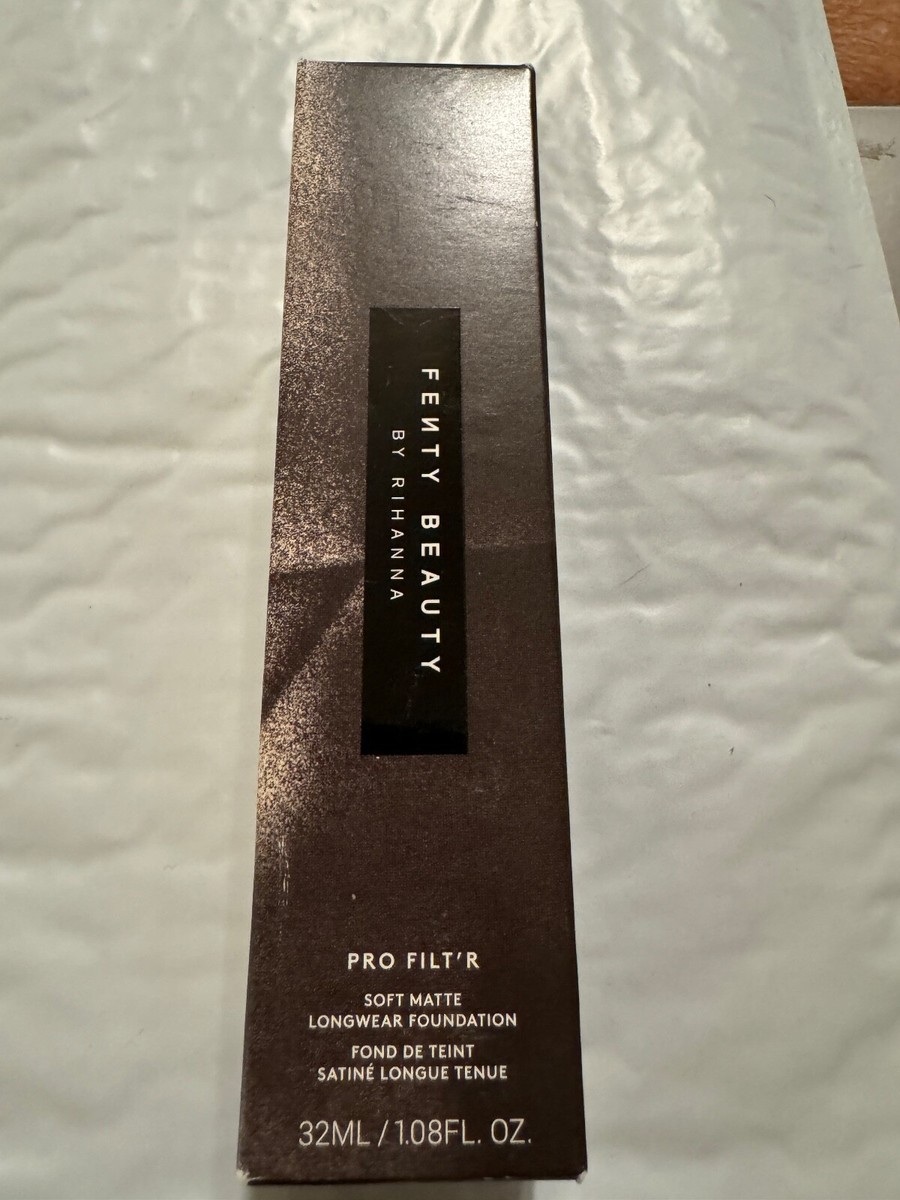 FENTY BEAUTY
BY RIHANNA
PRO FILT'R
SOFT MATTE
LONGWEAR FOUNDATION
FOND DE TEINT
SATINÉ LONGUE TENUE
32ML / 1.08FL. OZ.